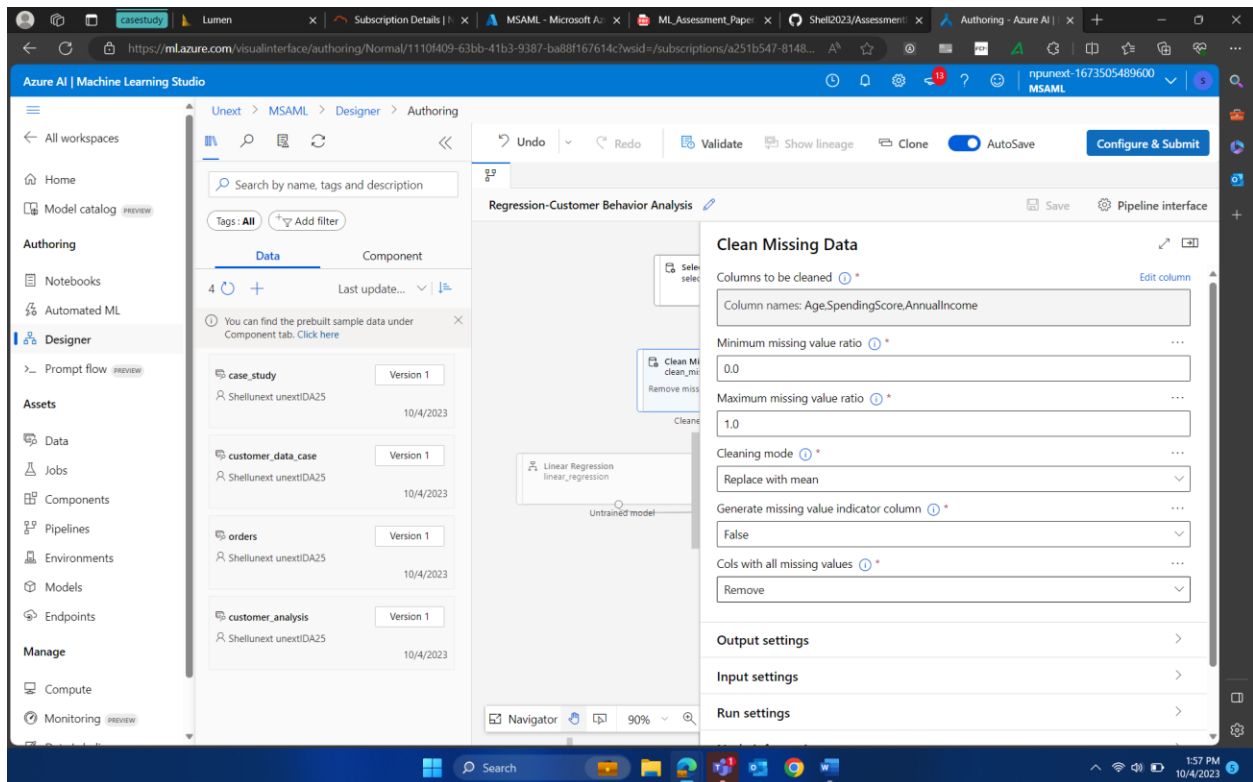 casestudy
Lumen
Subscription Details | N
MSAML - Microsoft Az
ML_Assessment_Paper
Shell2023/Assessment
Authoring - Azure AI |
https://ml.azure.com/visualinterface/authoring/Normal/1110f409-63bb-41b3-9387-ba88f167614c?wsid=/subscriptions/a251b547-8148...
Azure AI | Machine Learning Studio
13
npunext-1673505489600
MSAML
S
All workspaces
Home
Model catalog PREVIEW
Authoring
Notebooks
Automated ML
Designer
Prompt flow PREVIEW
Assets
Data
Jobs
Components
Pipelines
Environments
Models
Endpoints
Manage
Compute
Monitoring PREVIEW
Unext > MSAML > Designer > Authoring
Search by name, tags and description
Tags : All
Add filter
Data Component
4
Last update...
You can find the prebuilt sample data under
Component tab. Click here
case_study Version 1
Shellunext unextIDA25
10/4/2023
customer_data_case Version 1
Shellunext unextIDA25
10/4/2023
orders Version 1
Shellunext unextIDA25
10/4/2023
customer_analysis Version 1
Shellunext unextIDA25
10/4/2023
Undo Redo Validate Show lineage Clone AutoSave Configure & Submit
Regression-Customer Behavior Analysis
Save Pipeline interface
Sele
selec
Clean Mi
clean_mis
Remove miss
Cleane
Linear Regression
linear_regression
Untrained model
Navigator 90%
Clean Missing Data
Columns to be cleaned *
Edit column
Column names: Age,SpendingScore,AnnualIncome
Minimum missing value ratio *
0.0
Maximum missing value ratio *
1.0
Cleaning mode *
Replace with mean
Generate missing value indicator column *
False
Cols with all missing values *
Remove
Output settings
Input settings
Run settings
Search
1:57 PM
10/4/2023